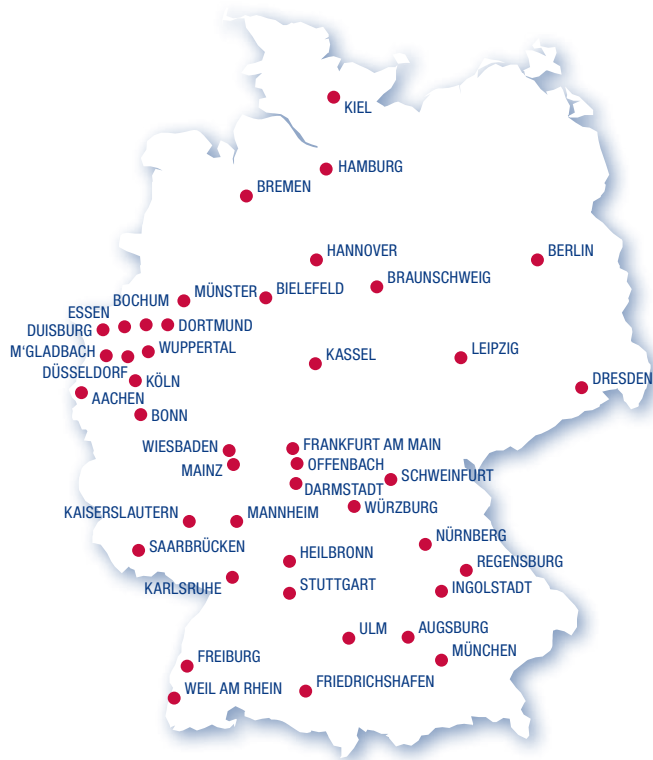 KIEL
HAMBURG
BREMEN
HANNOVER
BERLIN
BRAUNSCHWEIG
BIELEFELD
MÜNSTER
BOCHUM
ESSEN
DUISBURG
DORTMUND
M‘GLADBACH
WUPPERTAL
KASSEL
LEIPZIG
DÜSSELDORF
KÖLN
DRESDEN
AACHEN
BONN
WIESBADEN
FRANKFURT AM MAIN
MAINZ
OFFENBACH
SCHWEINFURT
DARMSTADT
WÜRZBURG
KAISERSLAUTERN
MANNHEIM
NÜRNBERG
SAARBRÜCKEN
HEILBRONN
REGENSBURG
KARLSRUHE
STUTTGART
INGOLSTADT
ULM
AUGSBURG
MÜNCHEN
FREIBURG
FRIEDRICHSHAFEN
WEIL AM RHEIN